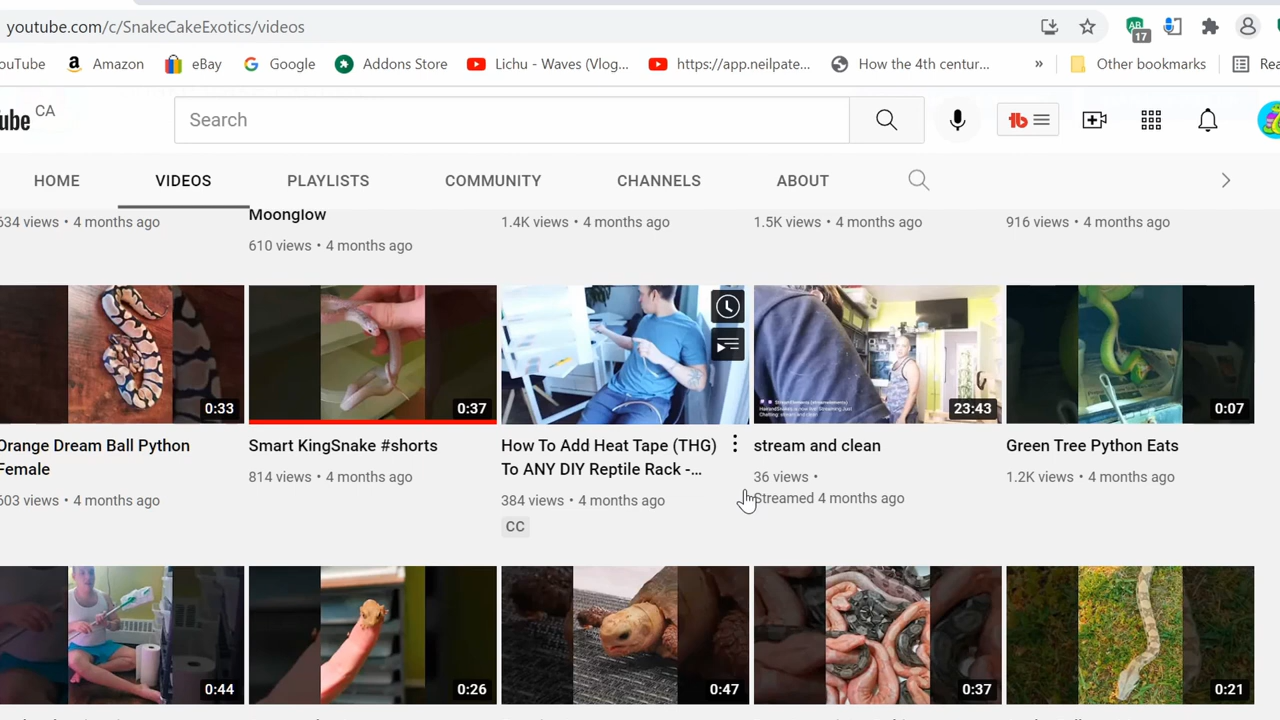 youtube.com/c/SnakeCakeExotics/videos
17
ouTube Amazon eBay Google Addons Store Lichu - Waves (Vlog... https://app.neilpate... How the 4th centur... » Other bookmarks Rea
ube CA
Search
HOME VIDEOS PLAYLISTS COMMUNITY CHANNELS ABOUT
Moonglow
634 views • 4 months ago
610 views • 4 months ago
1.4K views • 4 months ago
1.5K views • 4 months ago
916 views • 4 months ago
0:33
Orange Dream Ball Python
Female
603 views • 4 months ago
0:37
Smart KingSnake #shorts
814 views • 4 months ago
How To Add Heat Tape (THG)
To ANY DIY Reptile Rack -...
384 views • 4 months ago
CC
23:43
stream and clean
36 views •
Streamed 4 months ago
0:07
Green Tree Python Eats
1.2K views • 4 months ago
0:44
0:26
0:47
0:37
0:21